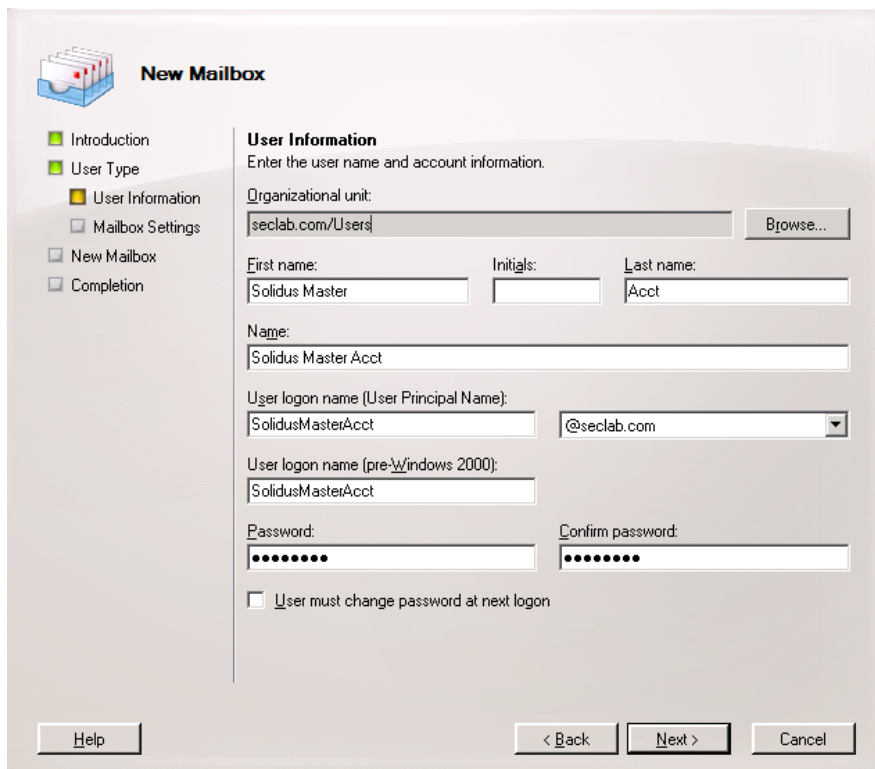 New Mailbox
Introduction
User Type
User Information
Mailbox Settings
New Mailbox
Completion
User Information
Enter the user name and account information.
Organizational unit:
seclab.com/Users
Browse...
First name: Initials: Last name:
Solidus Master Acct
Name:
Solidus Master Acct
User logon name (User Principal Name):
SolidusMasterAcct @seclab.com
User logon name (pre-Windows 2000):
SolidusMasterAcct
Password: Confirm password:
●●●●●●●● ●●●●●●●●
User must change password at next logon
Help < Back Next > Cancel